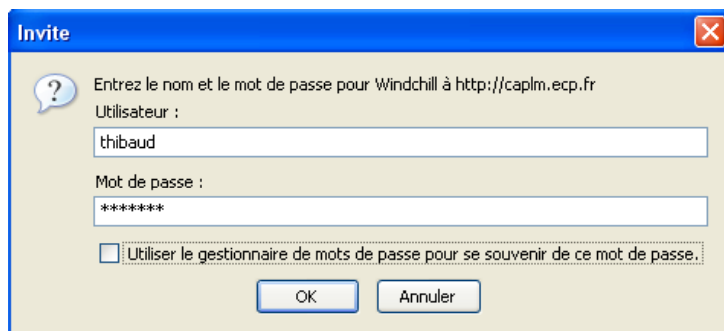 Invite
Entrez le nom et le mot de passe pour Windchill à http://caplm.ecp.fr
Utilisateur :
thibaud
Mot de passe :
*******
Utiliser le gestionnaire de mots de passe pour se souvenir de ce mot de passe.
OK
Annuler